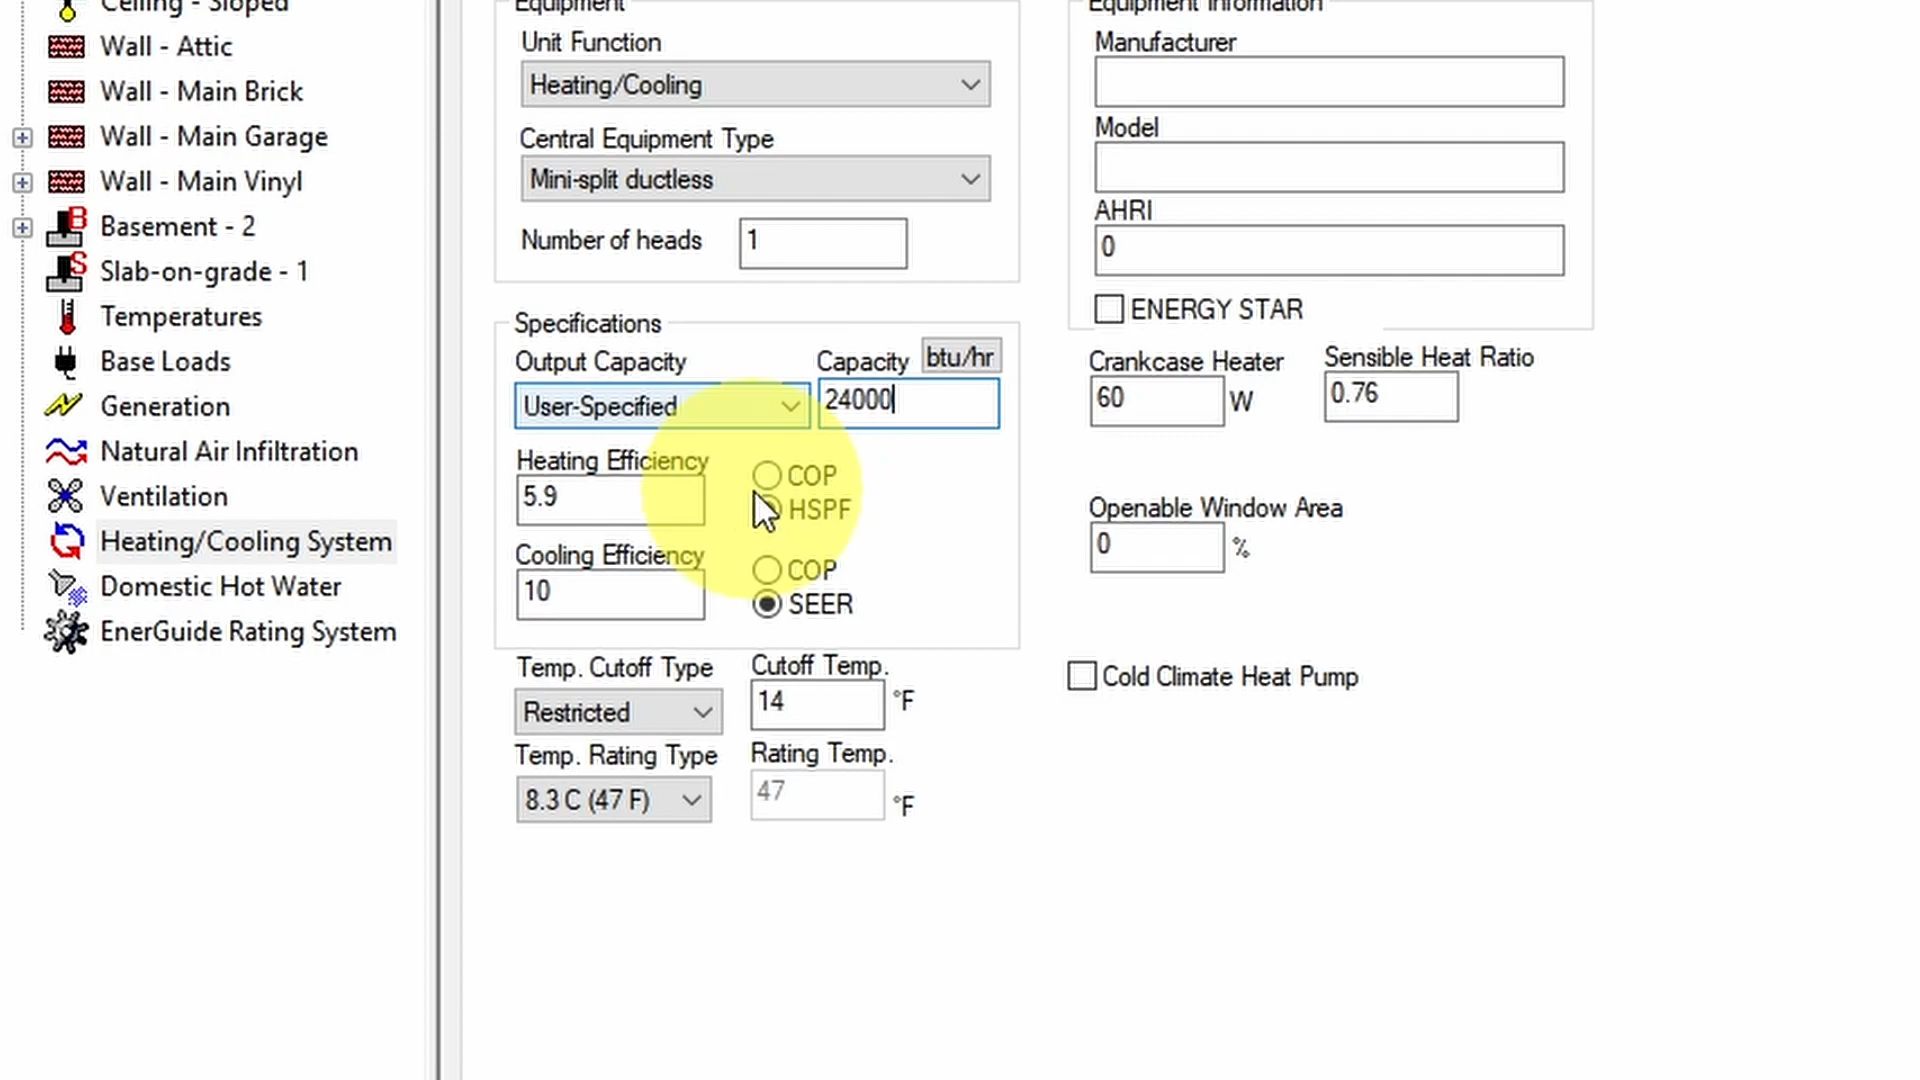 Ceiling - Sloped
Wall - Attic
Wall - Main Brick
Wall - Main Garage
Wall - Main Vinyl
Basement - 2
Slab-on-grade - 1
Temperatures
Base Loads
Generation
Natural Air Infiltration
Ventilation
Heating/Cooling System
Domestic Hot Water
EnerGuide Rating System
Equipment
Unit Function
Heating/Cooling
Central Equipment Type
Mini-split ductless
Number of heads 1
Specifications
Output Capacity Capacity btu/hr
User-Specified 24000
Heating Efficiency
5.9 COP
HSPF
Cooling Efficiency
10 COP
SEER
Temp. Cutoff Type Cutoff Temp.
Restricted 14 °F
Temp. Rating Type Rating Temp.
8.3 C (47 F) 47 °F
Equipment Information
Manufacturer
Model
AHRI
0
ENERGY STAR
Crankcase Heater Sensible Heat Ratio
60 W 0.76
Openable Window Area
0 %
Cold Climate Heat Pump